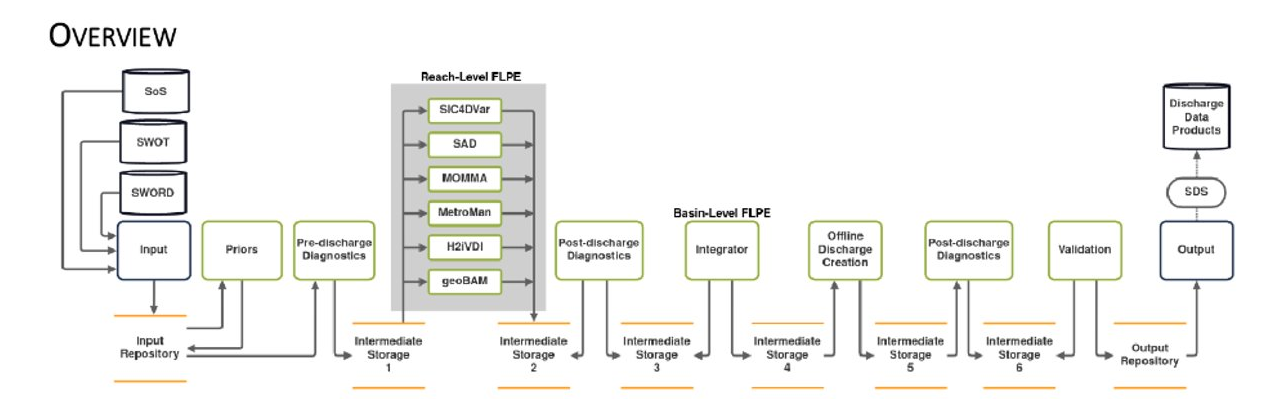 OVERVIEW
SoS
SWOT
SWORD
Input
Input
Repository
Priors
Pre-discharge
Diagnostics
Intermediate
Storage
1
Reach-Level FLPE
SIC4DVar
SAD
MOMMA
MetroMan
H2iVDI
geoBAM
Intermediate
Storage
2
Post-discharge
Diagnostics
Intermediate
Storage
3
Basin-Level FLPE
Integrator
Intermediate
Storage
4
Offline
Discharge
Creation
Intermediate
Storage
5
Post-discharge
Diagnostics
Intermediate
Storage
6
Validation
Output
Repository
Output
SDS
Discharge
Data
Products